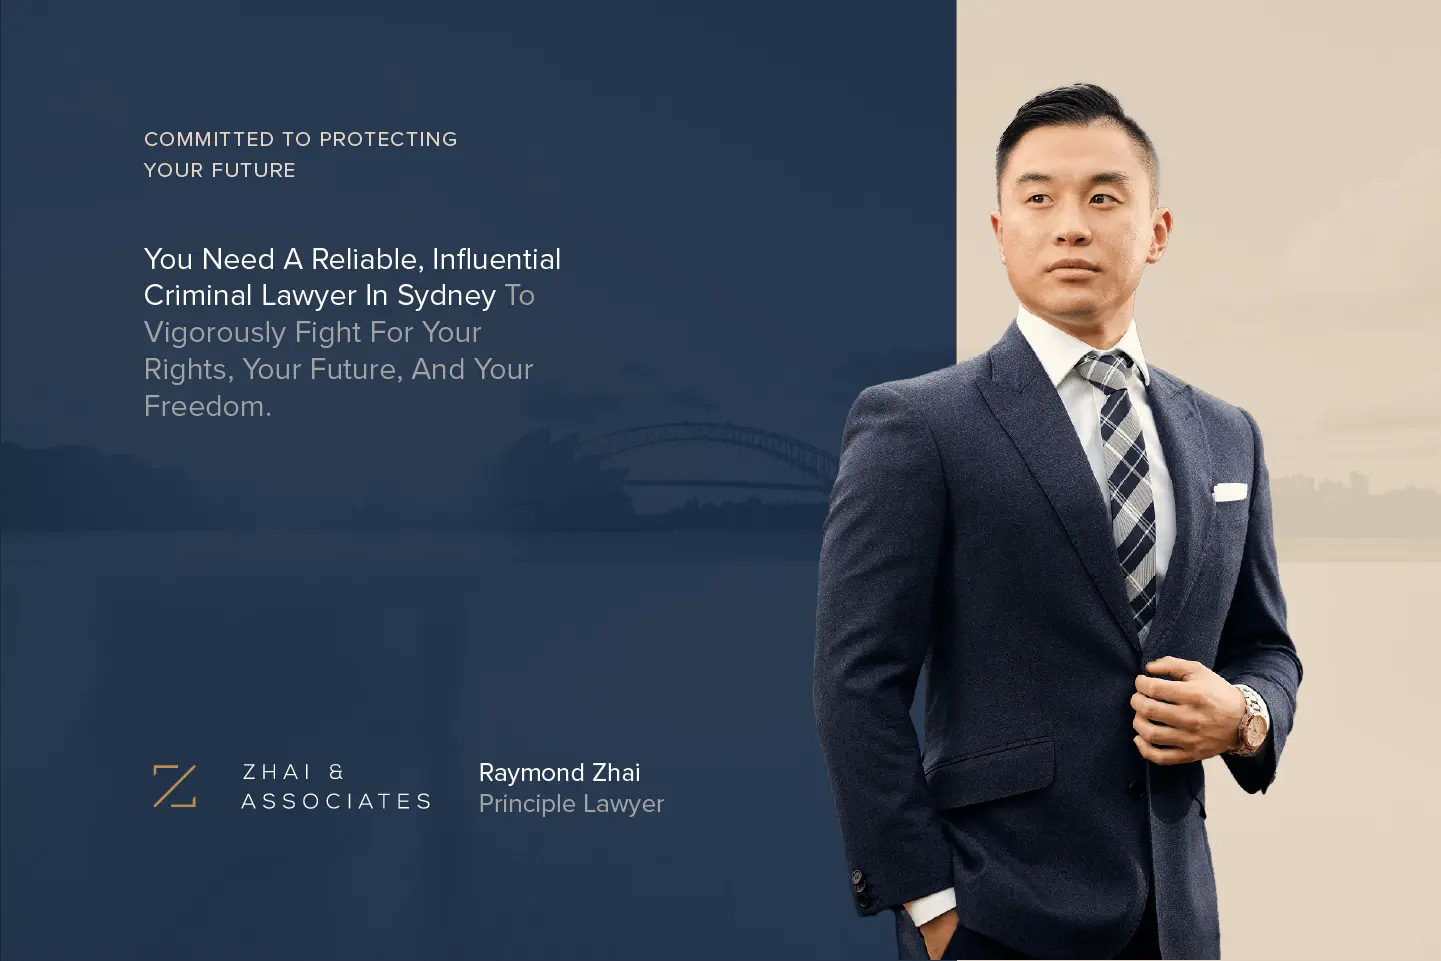 COMMITTED TO PROTECTING
YOUR FUTURE
You Need A Reliable, Influential
Criminal Lawyer In Sydney To
Vigorously Fight For Your
Rights, Your Future, And Your
Freedom.
Z
ZHAI &
ASSOCIATES
Raymond Zhai
Principle Lawyer